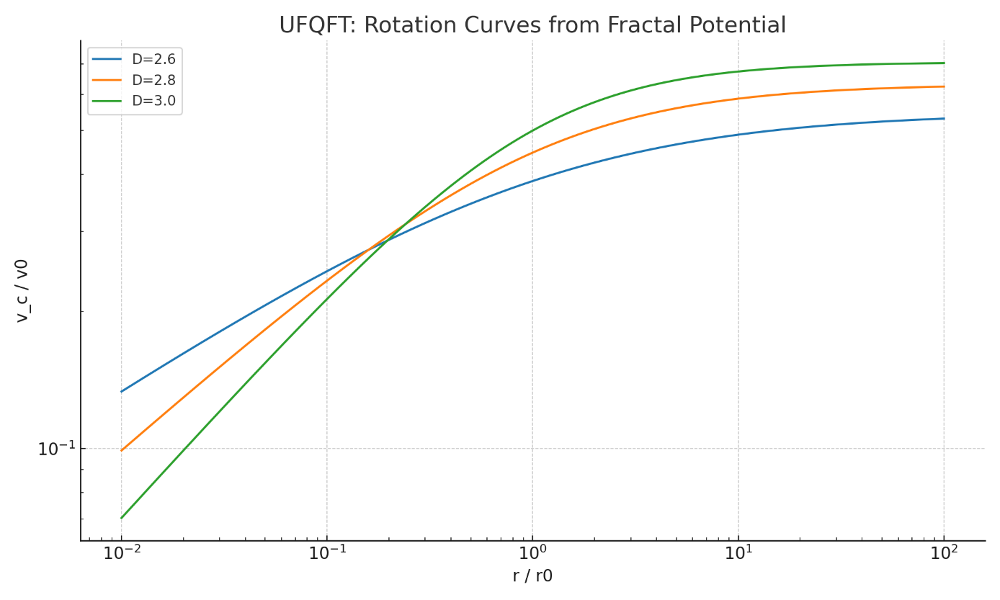 UFQFT: Rotation Curves from Fractal Potential
D=2.6
D=2.8
D=3.0
v_c / v0
10⁻¹
10⁻²
10⁻¹
10⁰
10¹
10²
r / r0